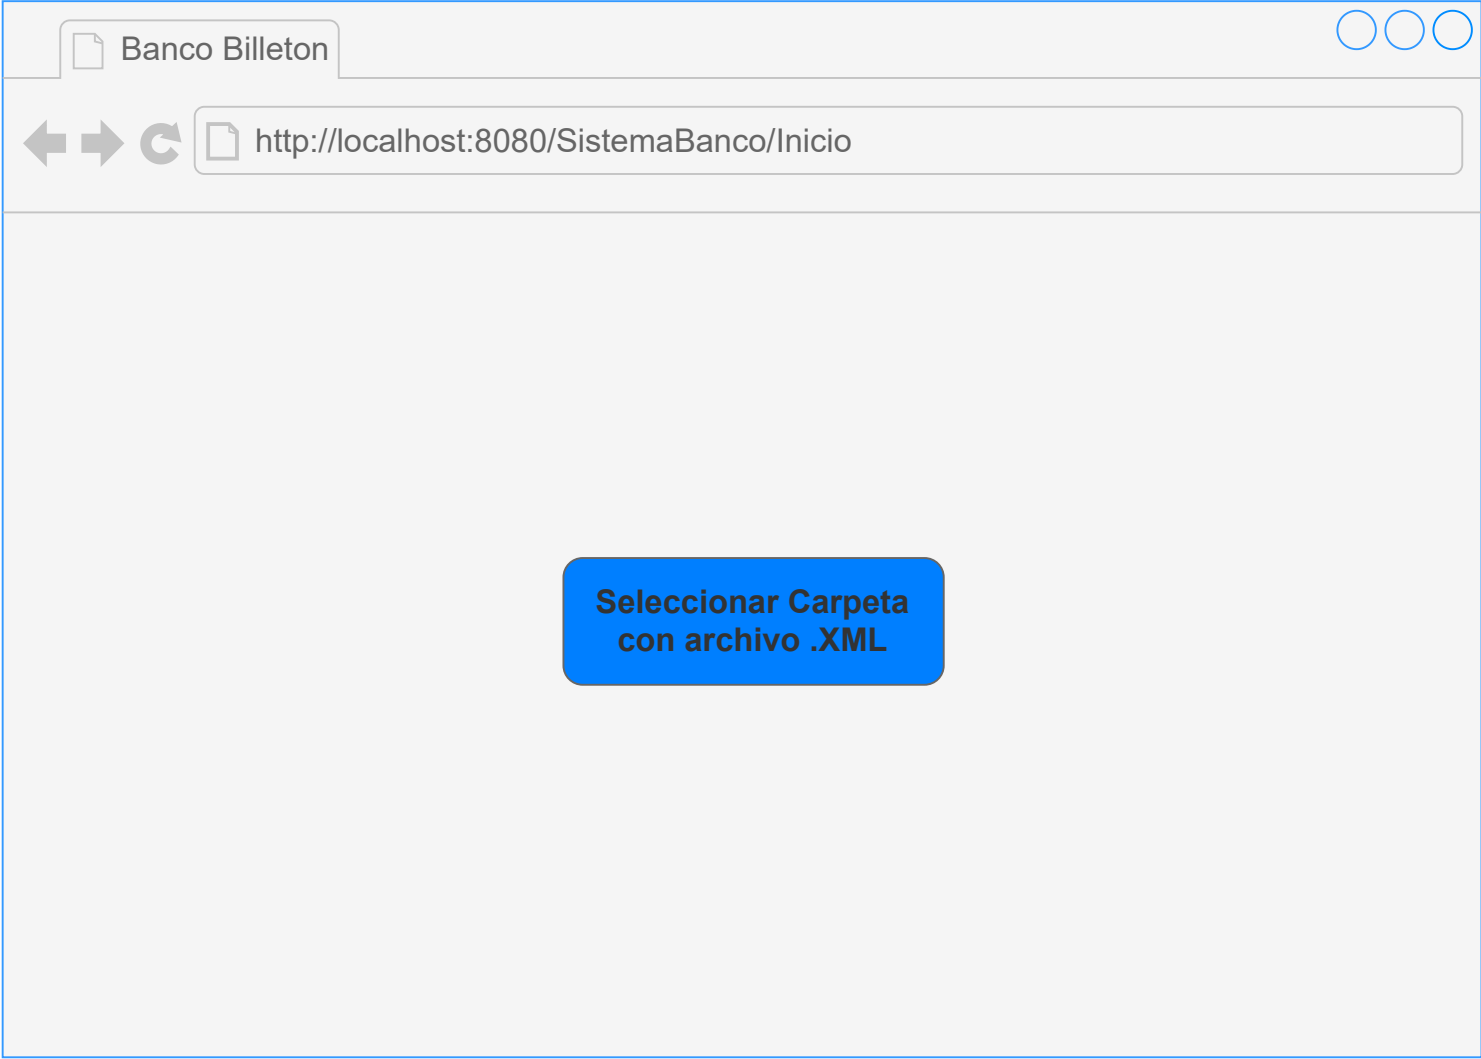 Banco Billeton
http://localhost:8080/SistemaBanco/Inicio
Seleccionar Carpeta
con archivo .XML